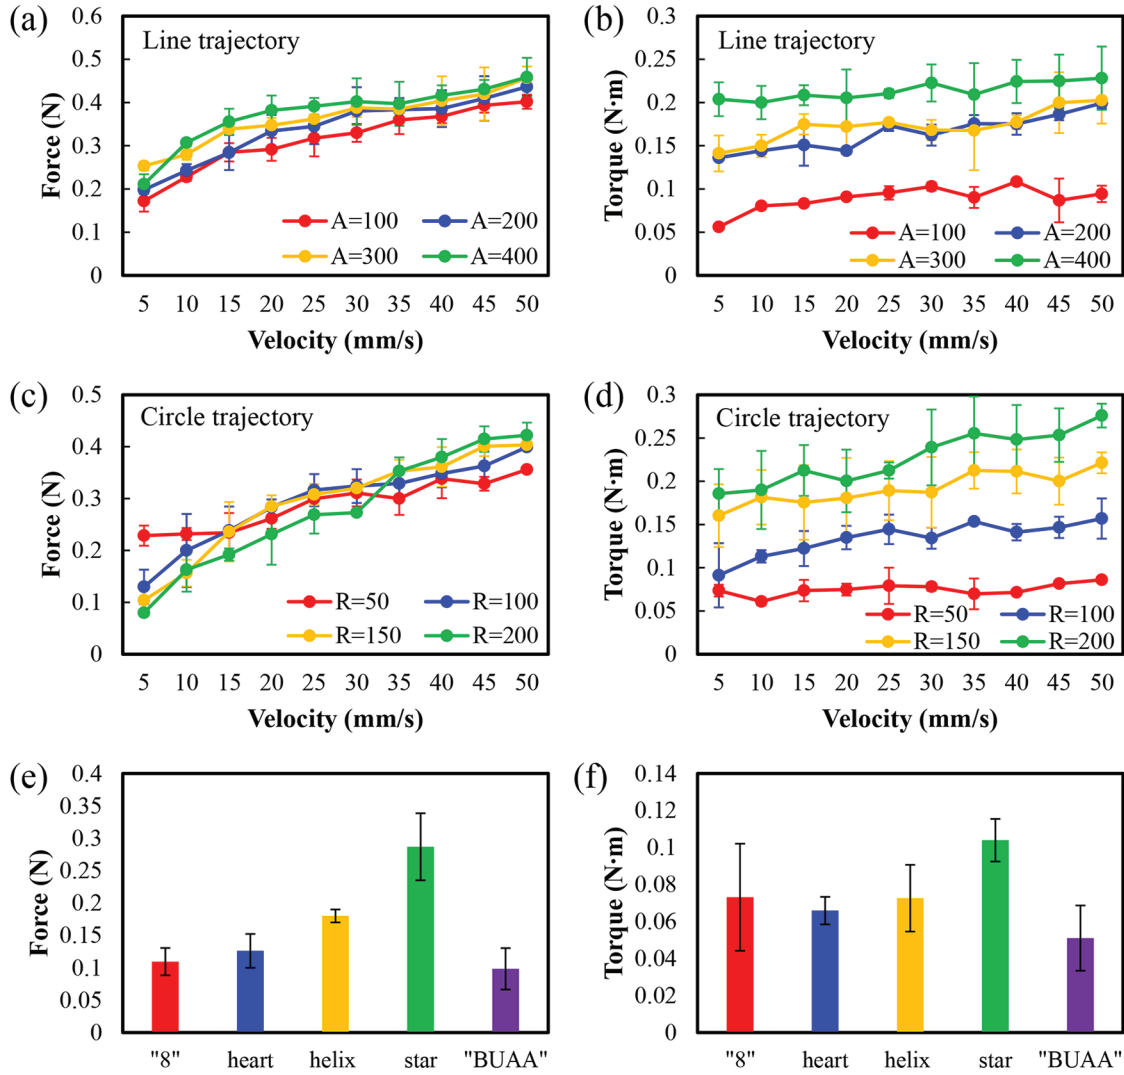 (a)
0.6
0.5
0.4
0.3
0.2
0.1
0
Force (N)
Line trajectory
A=100 A=200
A=300 A=400
5 10 15 20 25 30 35 40 45 50
Velocity (mm/s)
(b)
0.3
0.25
0.2
0.15
0.1
0.05
0
Torque (N·m)
Line trajectory
A=100 A=200
A=300 A=400
5 10 15 20 25 30 35 40 45 50
Velocity (mm/s)
(c)
0.5
0.4
0.3
0.2
0.1
0
Force (N)
Circle trajectory
R=50 R=100
R=150 R=200
5 10 15 20 25 30 35 40 45 50
Velocity (mm/s)
(d)
0.3
0.25
0.2
0.15
0.1
0.05
0
Torque (N·m)
Circle trajectory
R=50 R=100
R=150 R=200
5 10 15 20 25 30 35 40 45 50
Velocity (mm/s)
(e)
0.4
0.35
0.3
0.25
0.2
0.15
0.1
0.05
0
Force (N)
"8" heart helix star "BUAA"
(f)
0.14
0.12
0.1
0.08
0.06
0.04
0.02
0
Torque (N·m)
"8" heart helix star "BUAA"